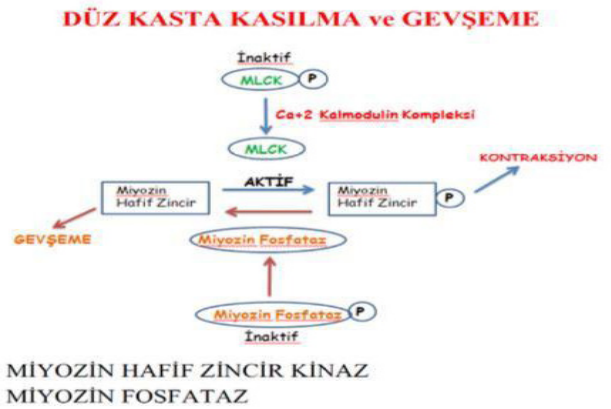 DÜZ KASTA KASILMA ve GEVŞEME
İnaktif
MLCK P
Ca+2 Kalmodulin Kompleksi
MLCK
KONTRAKSİYON
AKTİF
Miyozin
Hafif Zincir
Miyozin
Hafif Zincir
P
GEVŞEME
Miyozin Fosfataz
Miyozin Fosfataz P
İnaktif
MİYOZİN HAFİF ZİNCİR KİNAZ
MİYOZİN FOSFATAZ